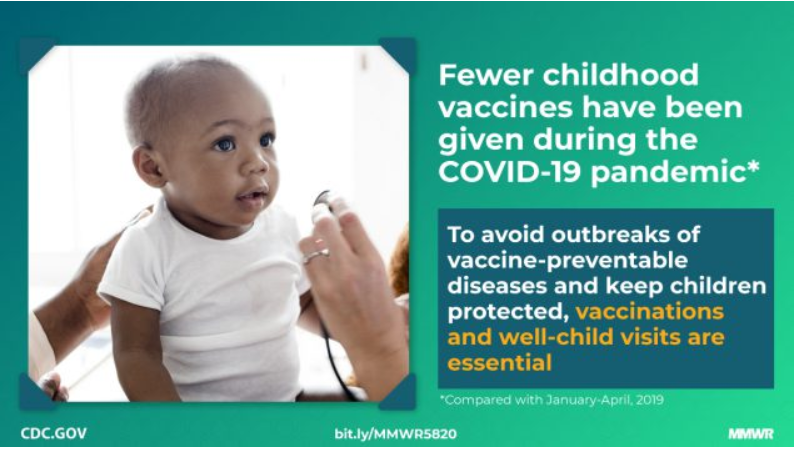 Fewer childhood
vaccines have been
given during the
COVID-19 pandemic*
To avoid outbreaks of
vaccine-preventable
diseases and keep children
protected, vaccinations
and well-child visits are
essential
*Compared with January-April, 2019
CDC.GOV
bit.ly/MMWR5820
MMWR